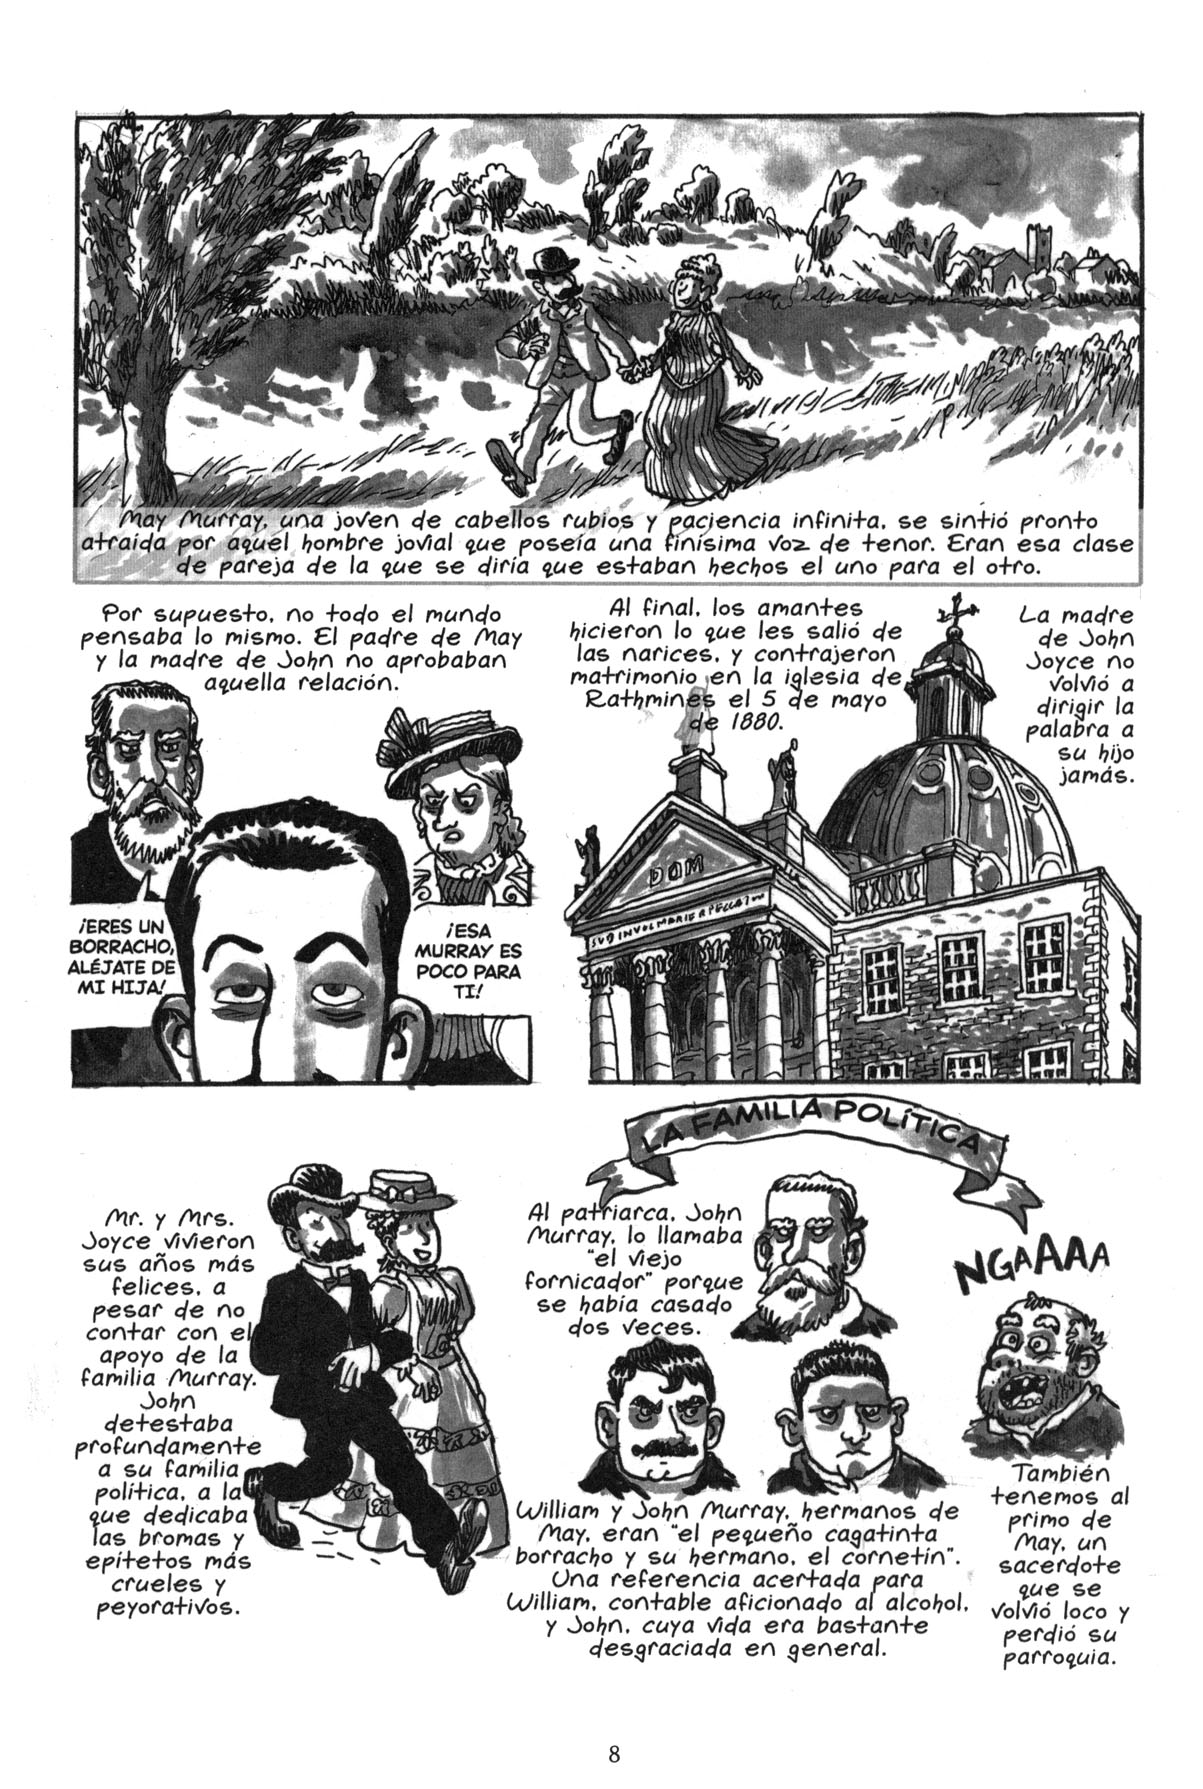 May Murray, una joven de cabellos rubios y paciencia infinita, se sintió pronto
atraída por aquel hombre jovial que poseía una finísima voz de tenor. Eran esa clase
de pareja de la que se diría que estaban hechos el uno para el otro.
Por supuesto, no todo el mundo
pensaba lo mismo. El padre de May
y la madre de John no aprobaban
aquella relación.
¡ERES UN
BORRACHO,
ALÉJATE DE
MI HIJA!
¡ESA
MURRAY ES
POCO PARA
TI!
Al final, los amantes
hicieron lo que les salió de
las narices, y contrajeron
matrimonio en la iglesia de
Rathmines el 5 de mayo
de 1880.
La madre
de John
Joyce no
volvió a
dirigir la
palabra a
su hijo
jamás.
DOM
Mr. y Mrs.
Joyce vivieron
sus años más
felices, a
pesar de no
contar con el
apoyo de la
familia Murray.
John
detestaba
profundamente
a su familia
política, a la
que dedicaba
las bromas y
epítetos más
crueles y
peyorativos.
LA FAMILIA POLÍTICA
Al patriarca, John
Murray, lo llamaba
"el viejo
fornicador" porque
se había casado
dos veces.
William y John Murray, hermanos de
May, eran "el pequeño cagatinta
borracho y su hermano, el cornetín".
Una referencia acertada para
William, contable aficionado al alcohol,
y John, cuya vida era bastante
desgraciada en general.
NGAAAA
También
tenemos al
primo de
May, un
sacerdote
que se
volvió loco y
perdió su
parroquia.
8